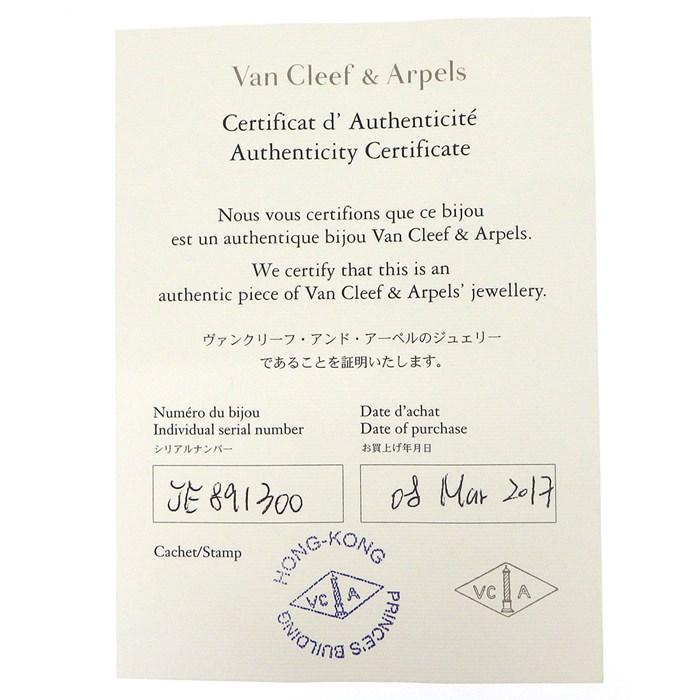 Van Cleef & Arpels
Certificat d' Authenticité
Authenticity Certificate
Nous vous certifions que ce bijou
est un authentique bijou Van Cleef & Arpels.
We certify that this is an
authentic piece of Van Cleef & Arpels' jewellery.
ヴァンクリーフ・アンド・アーペルのジュエリー
であることを証明いたします。
Numéro du bijou
Individual serial number
シリアルナンバー
JE 891300
Date d'achat
Date of purchase
お買上げ年月日
08 Mar 2017
Cachet/Stamp
HONG-KONG
VC A
PRINCE'S BUILDING
VC A